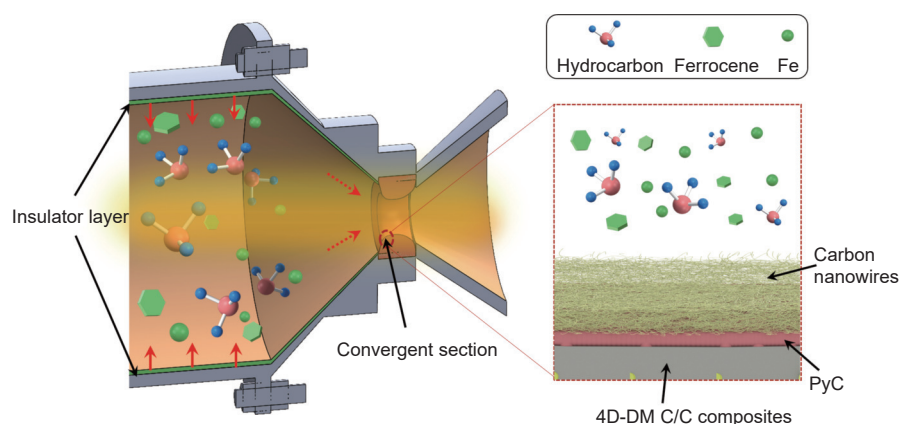 Hydrocarbon Ferrocene Fe
Insulator layer
Convergent section
Carbon
nanowires
PyC
4D-DM C/C composites